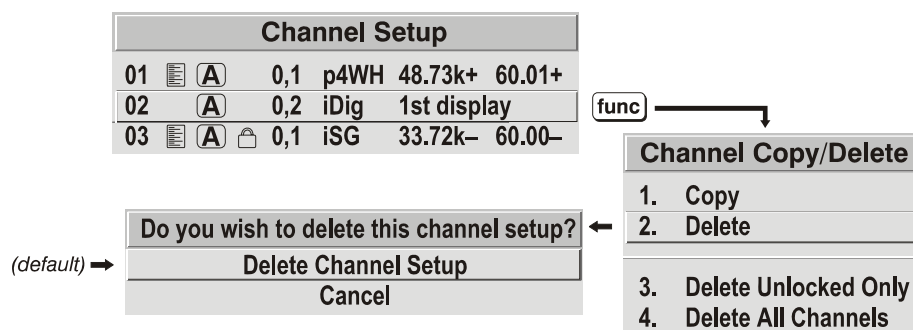 Channel Setup
01 A 0,1 p4WH 48.73k+ 60.01+
02 A 0,2 iDig 1st display
03 A 0,1 iSG 33.72k– 60.00–
func
Channel Copy/Delete
1. Copy
2. Delete
3. Delete Unlocked Only
4. Delete All Channels
Do you wish to delete this channel setup?
(default) Delete Channel Setup
Cancel